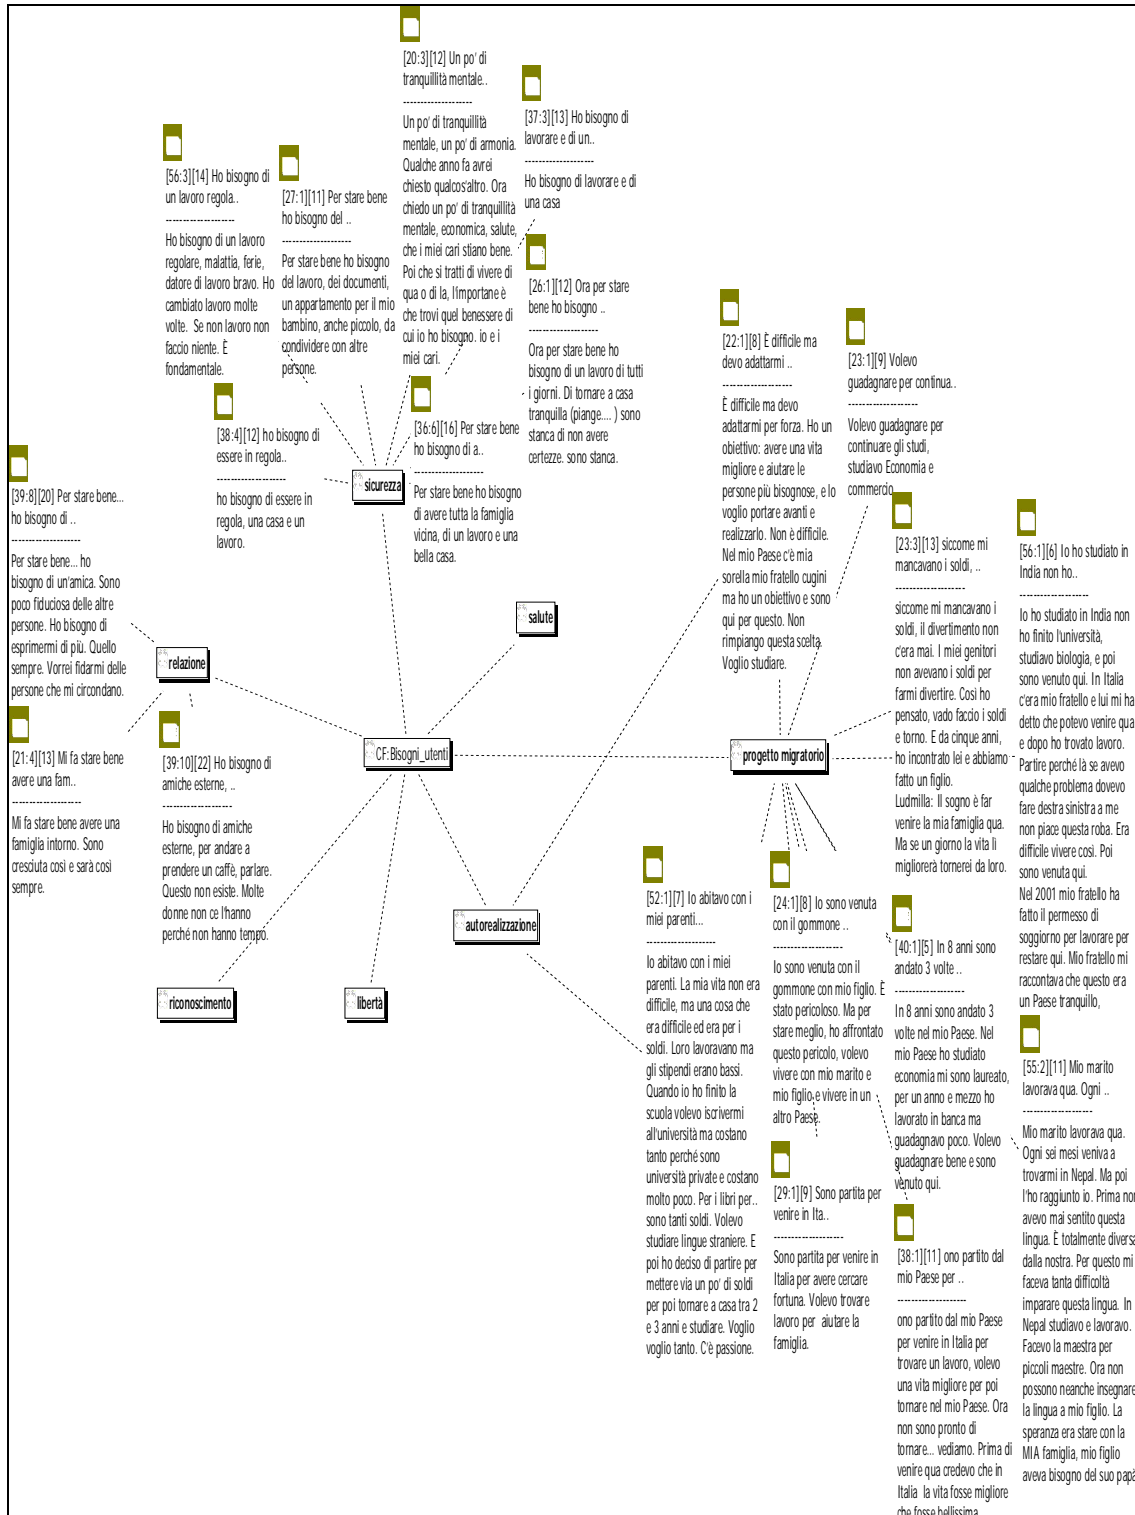 [20:3][12] Un po' di
tranquillità mentale..
--------------------
Un po' di tranquillità
mentale, un po' di armonia.
Qualche anno fa avrei
chiesto qualcos'altro. Ora
chiedo un po' di tranquillità
mentale, economica, salute,
che i miei cari stiano bene.
Poi che si tratti di vivere di
qua o di la, l'importane è
che trovi quel benessere di
cui io ho bisogno. io e i
miei cari.
[37:3][13] Ho bisogno di
lavorare e di un..
--------------------
Ho bisogno di lavorare e di
una casa
[56:3][14] Ho bisogno di
un lavoro regola..
--------------------
Ho bisogno di un lavoro
regolare, malattia, ferie,
datore di lavoro bravo. Ho
cambiato lavoro molte
volte. Se non lavoro non
faccio niente. È
fondamentale.
[27:1][11] Per stare bene
ho bisogno del ..
--------------------
Per stare bene ho bisogno
del lavoro, dei documenti,
un appartamento per il mio
bambino, anche piccolo, da
condividere con altre
persone.
[26:1][12] Ora per stare
bene ho bisogno ..
--------------------
Ora per stare bene ho
bisogno di un lavoro di tutti
i giorni. Di tornare a casa
tranquilla (piange.... ) sono
stanca di non avere
certezze. sono stanca.
[38:4][12] ho bisogno di
essere in regola..
--------------------
ho bisogno di essere in
regola, una casa e un
lavoro.
[36:6][16] Per stare bene
ho bisogno di a..
--------------------
Per stare bene ho bisogno
di avere tutta la famiglia
vicina, di un lavoro e una
bella casa.
sicurezza
[39:8][20] Per stare bene...
ho bisogno di ..
--------------------
Per stare bene... ho
bisogno di un'amica. Sono
poco fiduciosa delle altre
persone. Ho bisogno di
esprimermi di più. Quello
sempre. Vorrei fidarmi delle
persone che mi circondano.
relazione
salute
[21:4][13] Mi fa stare bene
avere una fam..
--------------------
Mi fa stare bene avere una
famiglia intorno. Sono
cresciuta così e sarà così
sempre.
[39:10][22] Ho bisogno di
amiche esterne, ..
--------------------
Ho bisogno di amiche
esterne, per andare a
prendere un caffè, parlare.
Questo non esiste. Molte
donne non ce l'hanno
perché non hanno tempo.
CF:Bisogni_utenti
progetto migratorio
autorealizzazione
riconoscimento
libertà
[22:1][8] È difficile ma
devo adattarmi ..
--------------------
È difficile ma devo
adattarmi per forza. Ho un
obiettivo: avere una vita
migliore e aiutare le
persone più bisognose, e lo
voglio portare avanti e
realizzarlo. Non è difficile.
Nel mio Paese c'è mia
sorella mio fratello cugini
ma ho un obiettivo e sono
qui per questo. Non
rimpiango questa scelta.
Voglio studiare.
[23:1][9] Volevo
guadagnare per continua..
--------------------
Volevo guadagnare per
continuare gli studi,
studiavo Economia e
commercio.
[23:3][13] siccome mi
mancavano i soldi, ..
--------------------
siccome mi mancavano i
soldi, il divertimento non
c'era mai. I miei genitori
non avevano i soldi per
farmi divertire. Così ho
pensato, vado faccio i soldi
e torno. E da cinque anni,
ho incontrato lei e abbiamo
fatto un figlio.
Ludmilla: Il sogno è far
venire la mia famiglia qua.
Ma se un giorno la vita lì
migliorerà tornerei da loro.
[56:1][6] Io ho studiato in
India non ho..
--------------------
Io ho studiato in India non
ho finito l'università,
studiavo biologia, e poi
sono venuto qui. In Italia
c'era mio fratello e lui mi ha
detto che potevo venire qua
e dopo ho trovato lavoro.
Partire perché là se avevo
qualche problema dovevo
fare destra sinistra a me
non piace questa roba. Era
difficile vivere così. Poi
sono venuta qui.
Nel 2001 mio fratello ha
fatto il permesso di
soggiorno per lavorare per
restare qui. Mio fratello mi
raccontava che questo era
un Paese tranquillo,
[52:1][7] Io abitavo con i
miei parenti...
--------------------
Io abitavo con i miei
parenti. La mia vita non era
difficile, ma una cosa che
era difficile ed era per i
soldi. Loro lavoravano ma
gli stipendi erano bassi.
Quando io ho finito la
scuola volevo iscrivermi
all'università ma costano
tanto perché sono
università private e costano
molto poco. Per i libri per..
sono tanti soldi. Volevo
studiare lingue straniere. E
poi ho deciso di partire per
mettere via un po' di soldi
per poi tornare a casa tra 2
e 3 anni e studiare. Voglio
voglio tanto. C'è passione.
[24:1][8] Io sono venuta
con il gommone ..
--------------------
Io sono venuta con il
gommone con mio figlio. È
stato pericoloso. Ma per
stare meglio, ho affrontato
questo pericolo, volevo
vivere con mio marito e
mio figlio e vivere in un
altro Paese.
[40:1][5] In 8 anni sono
andato 3 volte ..
--------------------
In 8 anni sono andato 3
volte nel mio Paese. Nel
mio Paese ho studiato
economia mi sono laureato,
per un anno e mezzo ho
lavorato in banca ma
guadagnavo poco. Volevo
guadagnare bene e sono
venuto qui.
[29:1][9] Sono partita per
venire in Ita..
--------------------
Sono partita per venire in
Italia per avere cercare
fortuna. Volevo trovare
lavoro per aiutare la
famiglia.
[38:1][11] ono partito dal
mio Paese per ..
--------------------
ono partito dal mio Paese
per venire in Italia per
trovare un lavoro, volevo
una vita migliore per poi
tornare nel mio Paese. Ora
non sono pronto di
tornare... vediamo. Prima di
venire qua credevo che in
Italia la vita fosse migliore
che fosse bellissima
[55:2][11] Mio marito
lavorava qua. Ogni ..
--------------------
Mio marito lavorava qua.
Ogni sei mesi veniva a
trovarmi in Nepal. Ma poi
l'ho raggiunto io. Prima non
avevo mai sentito questa
lingua. È totalmente diversa
dalla nostra. Per questo mi
faceva tanta difficoltà
imparare questa lingua. In
Nepal studiavo e lavoravo.
Facevo la maestra per
piccoli maestre. Ora non
possono neanche insegnare
la lingua a mio figlio. La
speranza era stare con la
MIA famiglia, mio figlio
aveva bisogno del suo papà